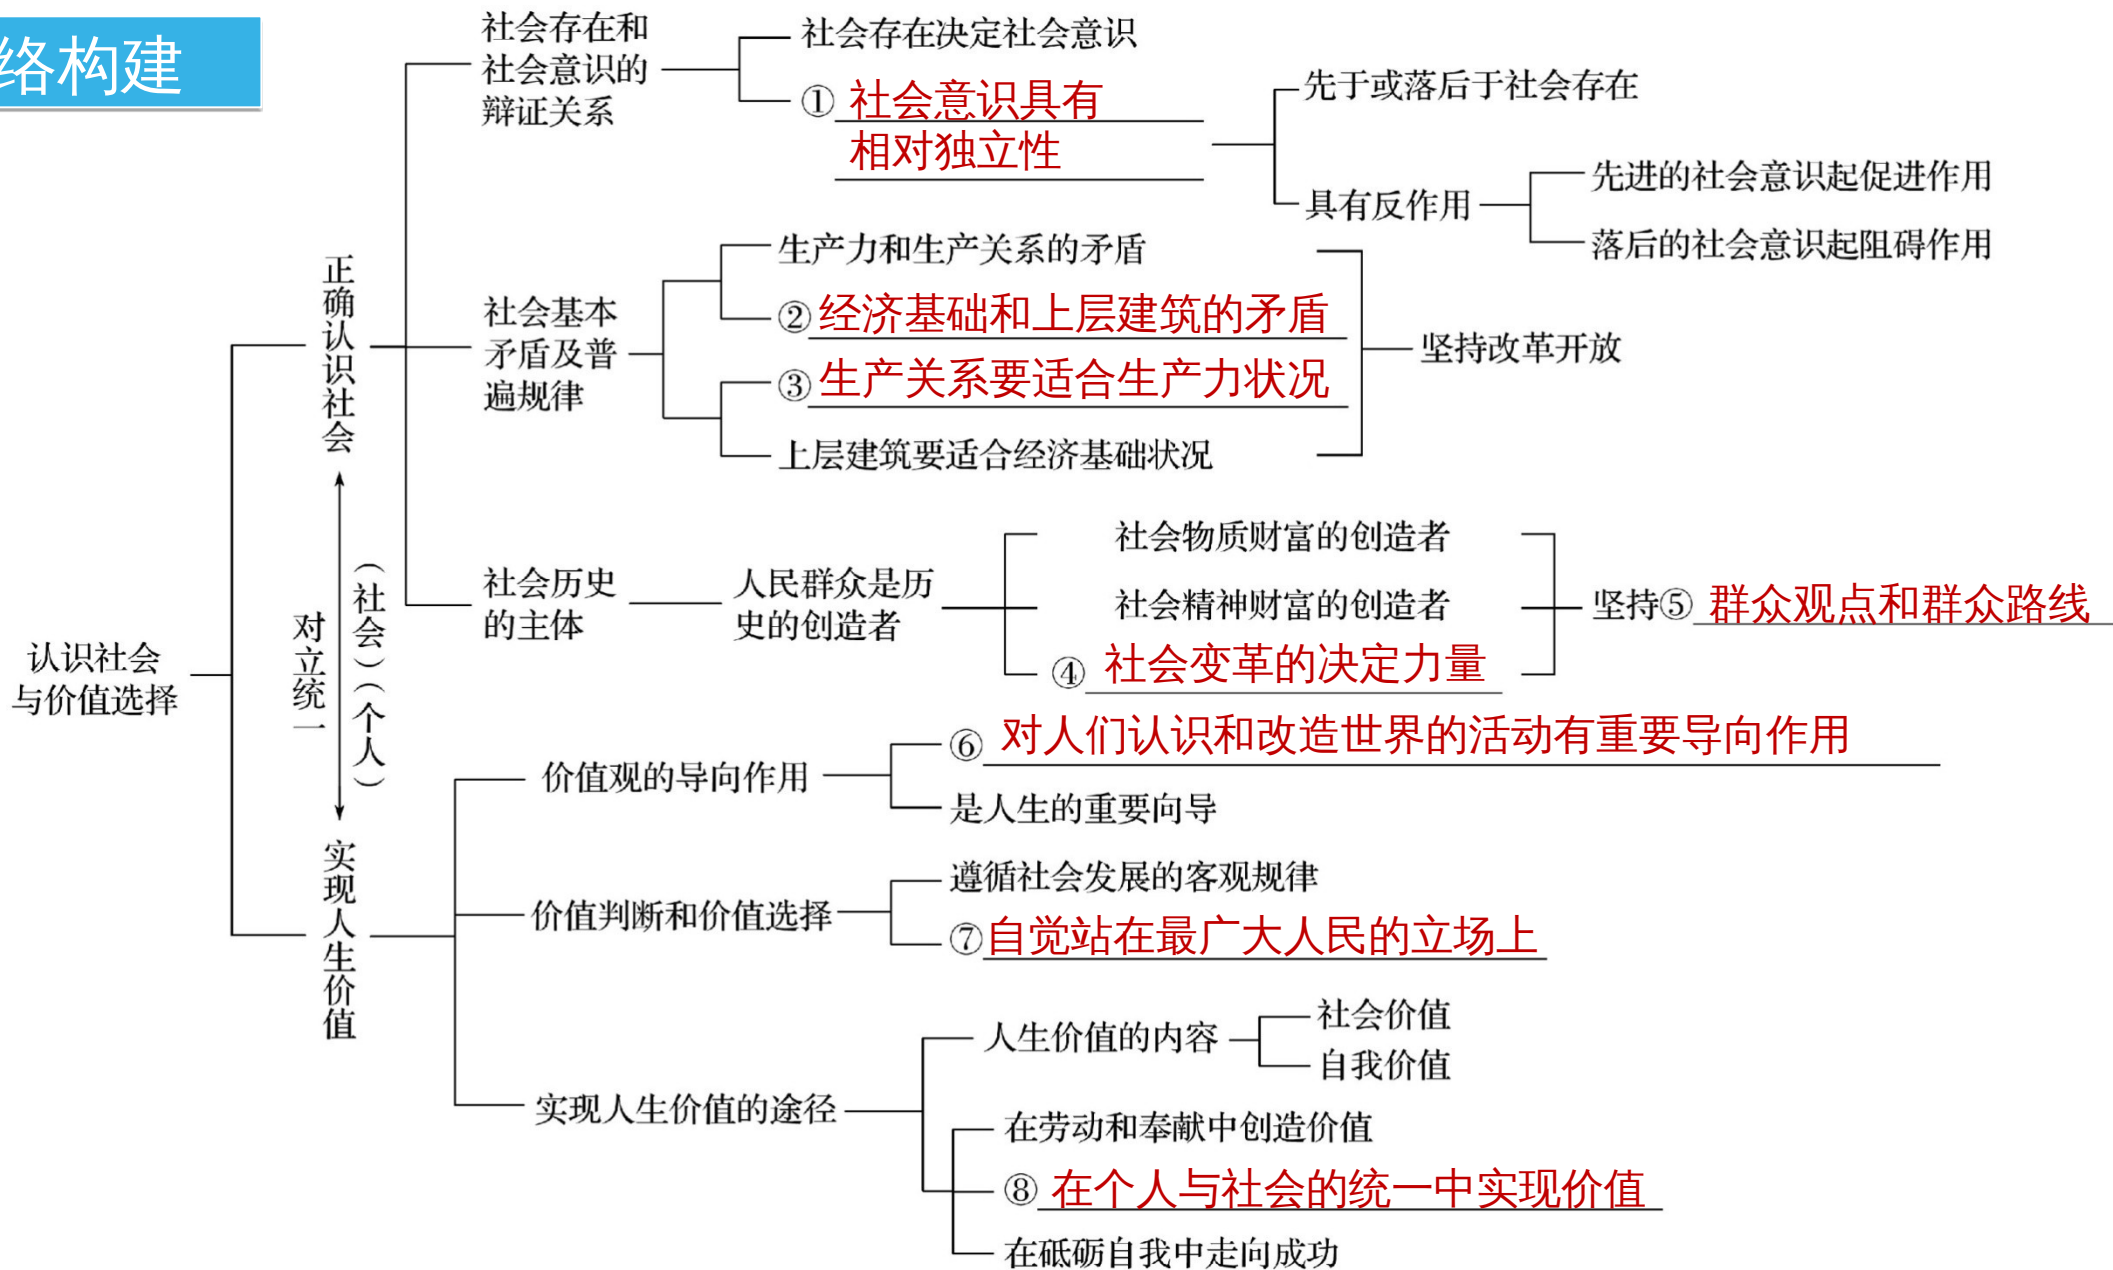 络构建
社会存在和
社会意识的
辩证关系
社会存在决定社会意识
①社会意识具有
相对独立性
先于或落后于社会存在
具有反作用
先进的社会意识起促进作用
落后的社会意识起阻碍作用
正确认识社会
社会基本
矛盾及普
遍规律
生产力和生产关系的矛盾
②经济基础和上层建筑的矛盾
③生产关系要适合生产力状况
上层建筑要适合经济基础状况
坚持改革开放
社会历史
的主体
人民群众是历
史的创造者
社会物质财富的创造者
社会精神财富的创造者
④社会变革的决定力量
坚持⑤群众观点和群众路线
认识社会
与价值选择
对立统一
（社会）（个人）
实现人生价值
价值观的导向作用
⑥对人们认识和改造世界的活动有重要导向作用
是人生的重要向导
价值判断和价值选择
遵循社会发展的客观规律
⑦自觉站在最广大人民的立场上
实现人生价值的途径
人生价值的内容
社会价值
自我价值
在劳动和奉献中创造价值
⑧在个人与社会的统一中实现价值
在砥砺自我中走向成功